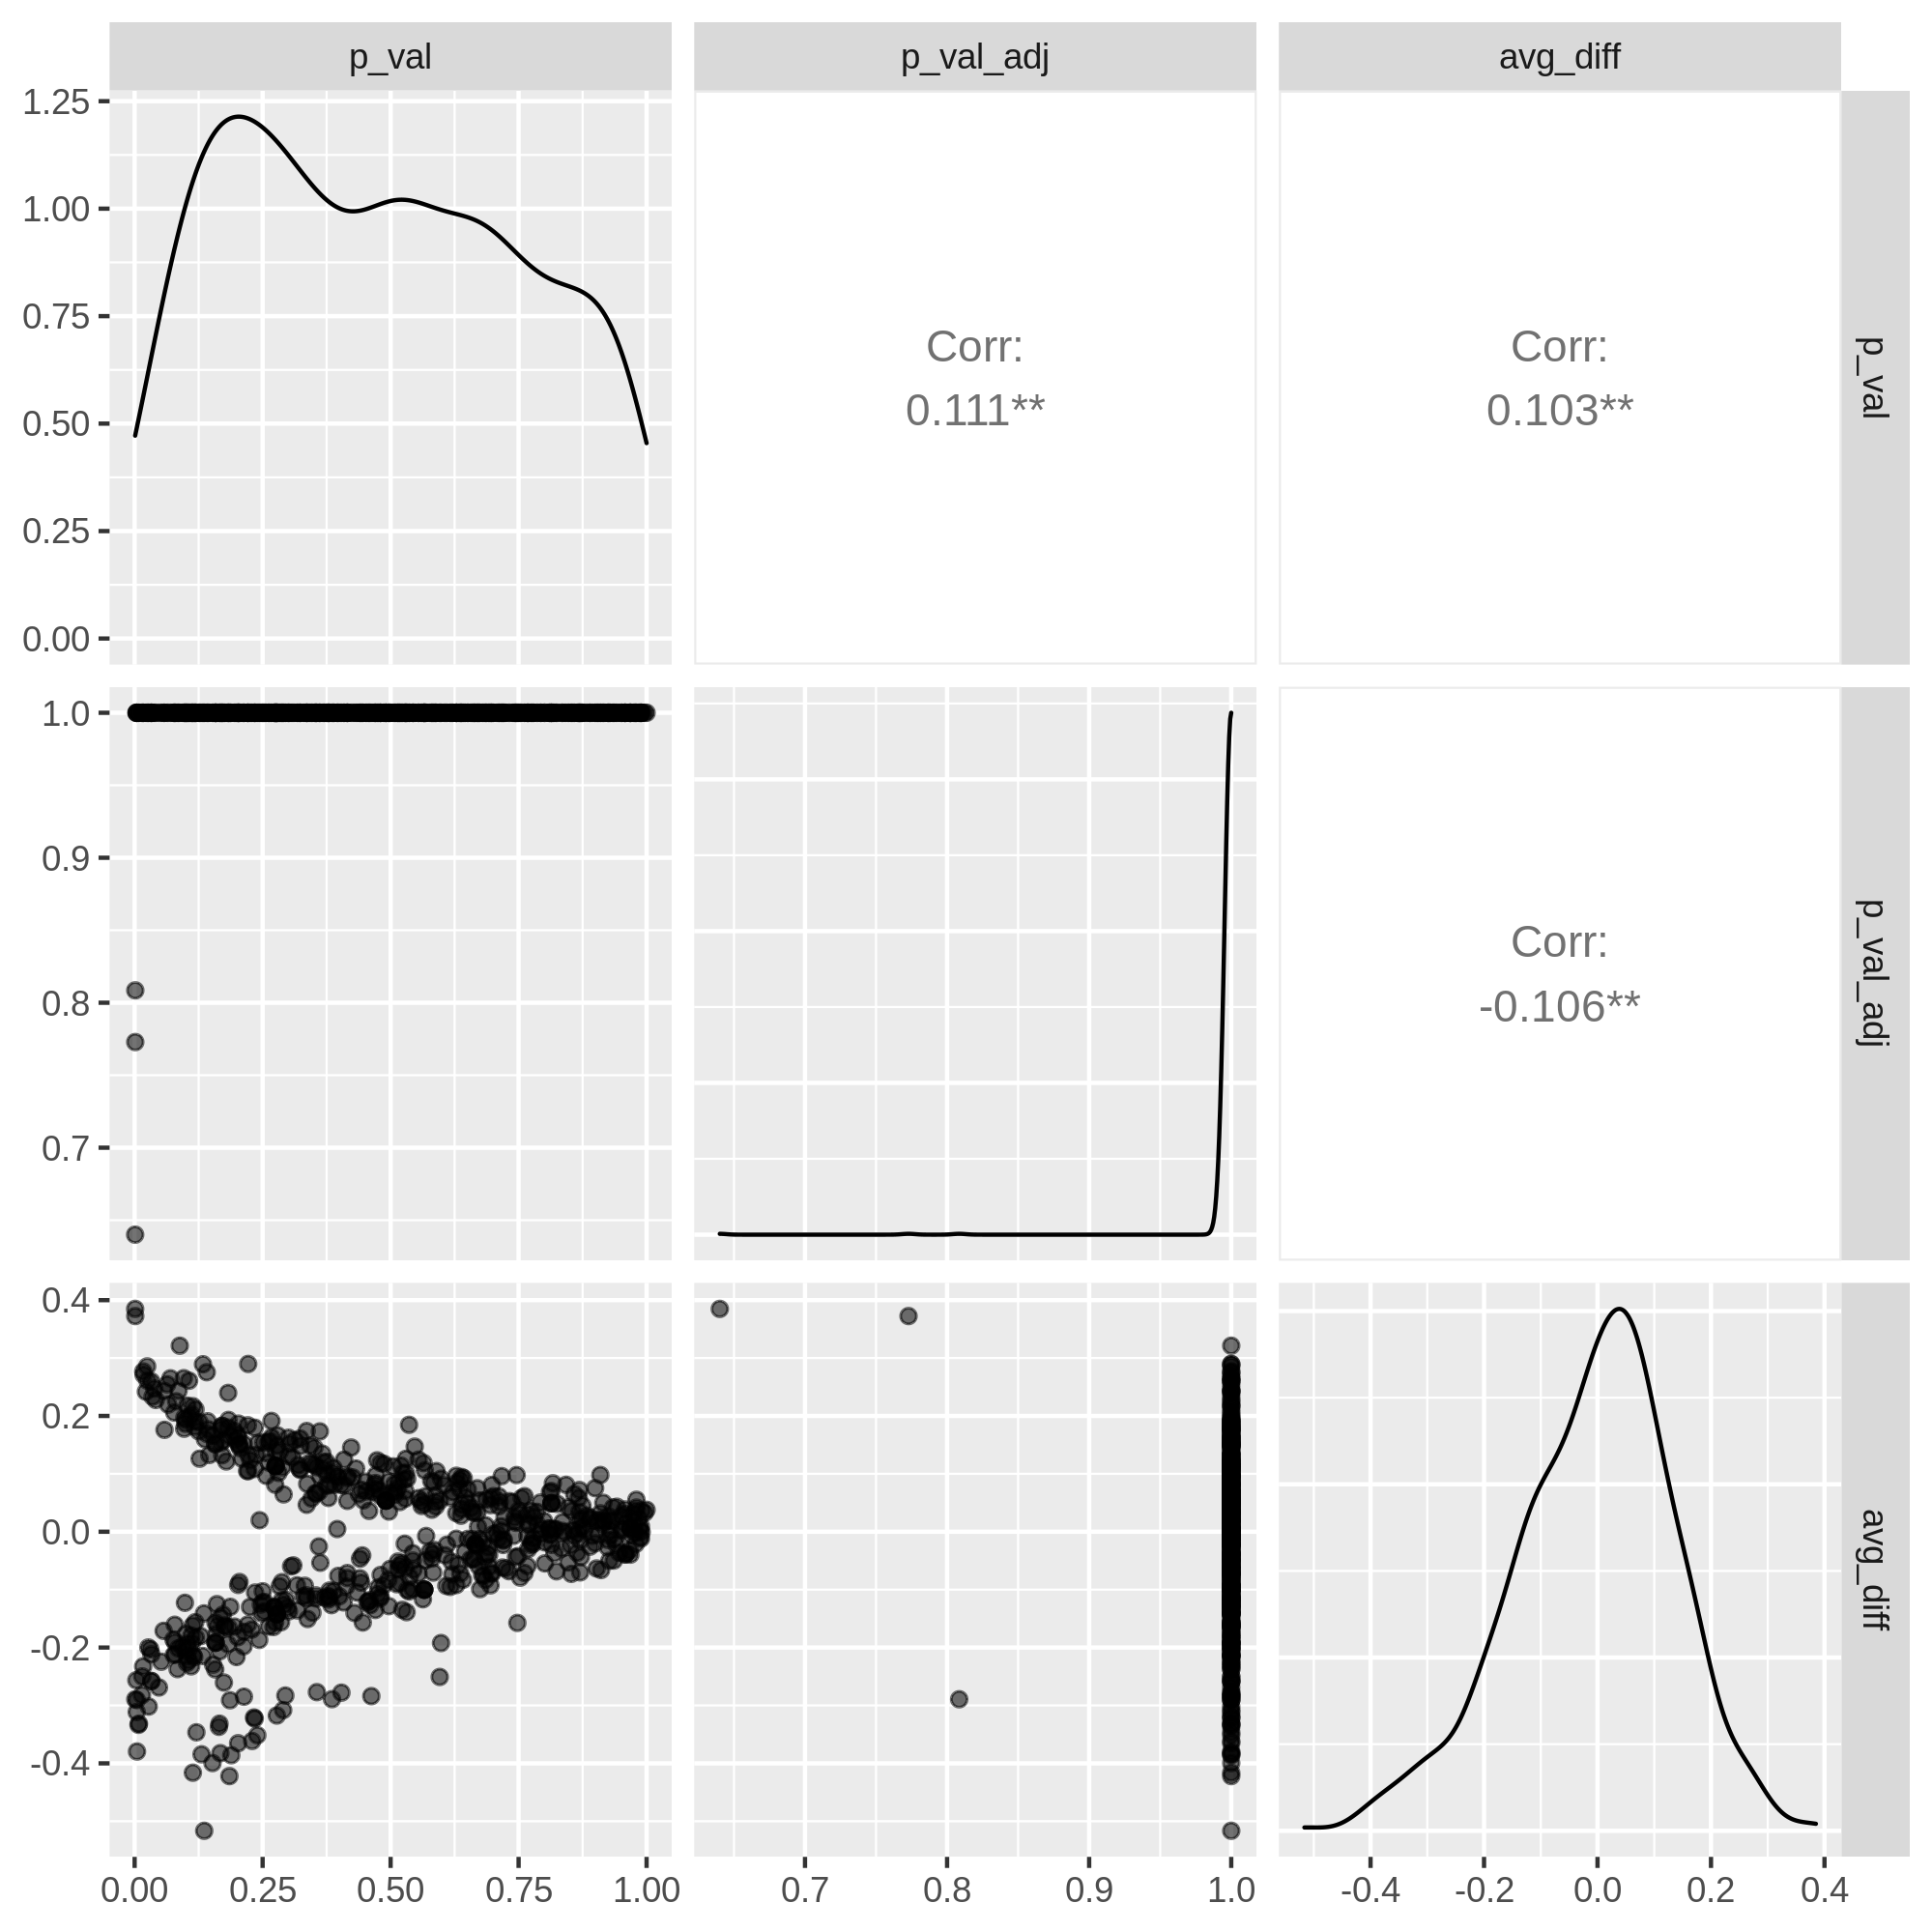 p_val
p_val_adj
avg_diff
1.25
1.00
0.75
0.50
0.25
0.00
Corr:
0.111**
Corr:
0.103**
p_val
1.0
0.9
0.8
0.7
Corr:
-0.106**
p_val_adj
0.4
0.2
0.0
-0.2
-0.4
avg_diff
0.00 0.25 0.50 0.75 1.00
0.7 0.8 0.9 1.0
-0.4 -0.2 0.0 0.2 0.4